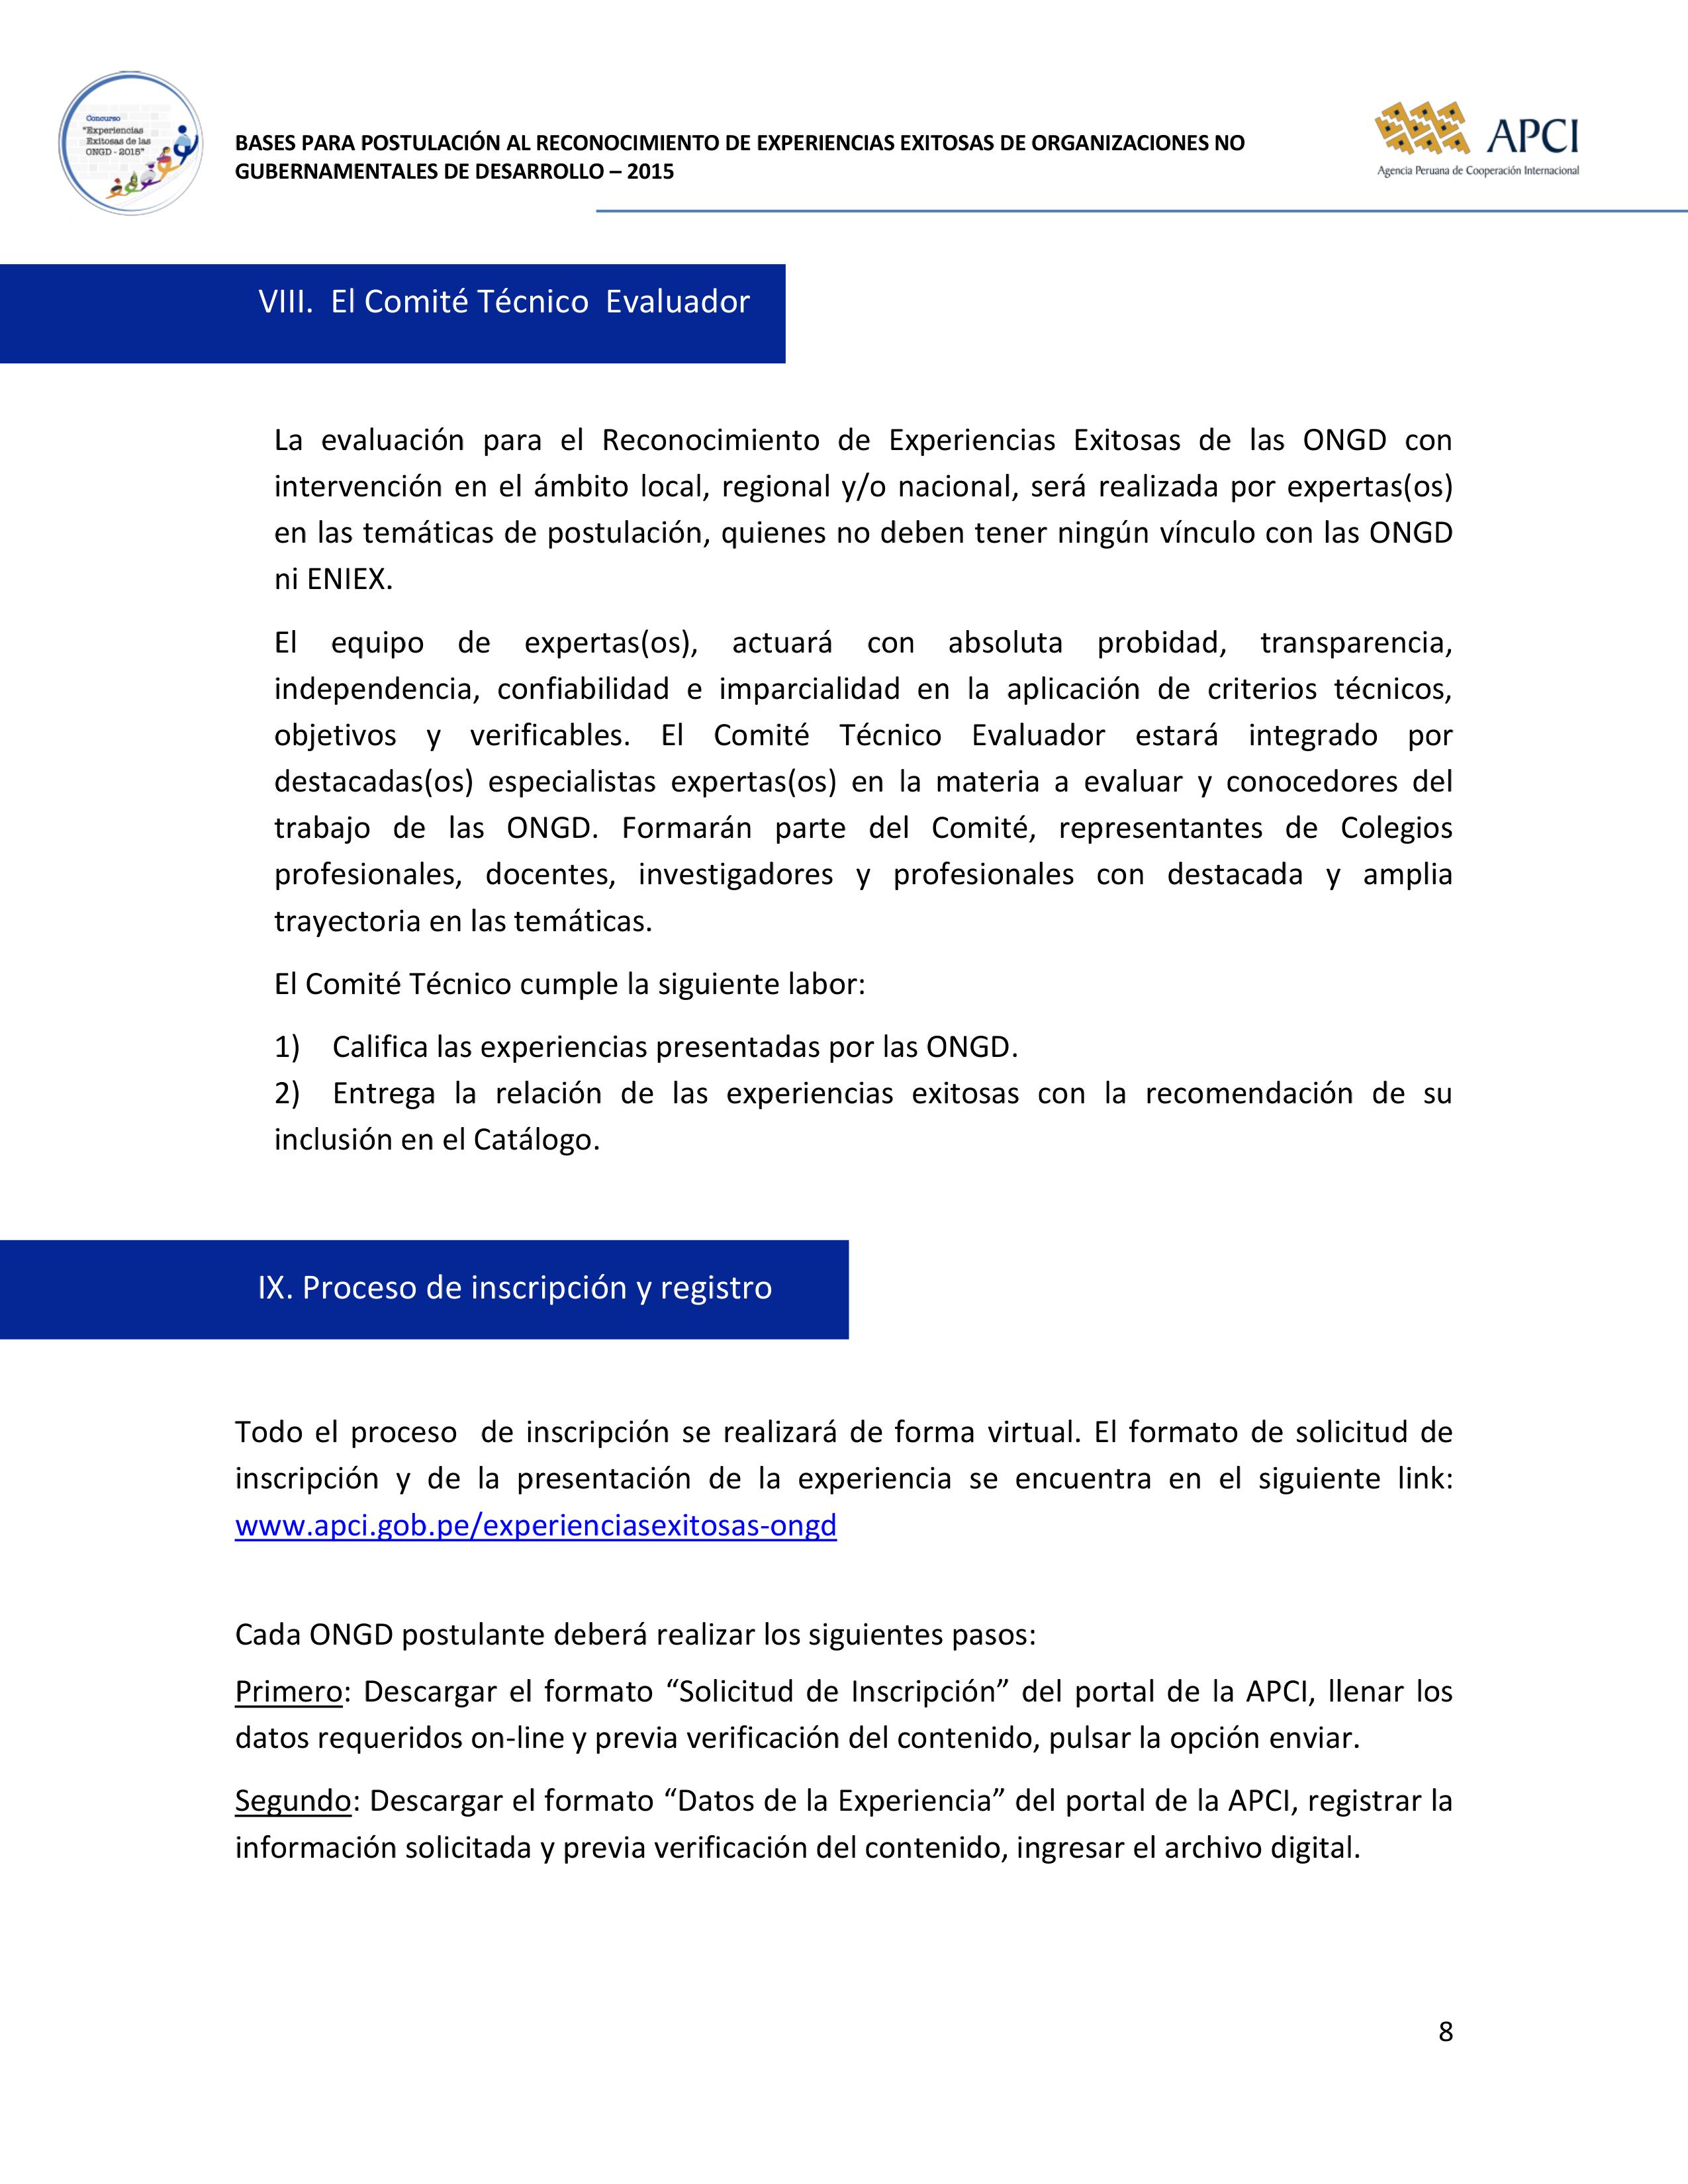 Concurso
"Experiencias
Exitosas de las
ONGD - 2015"
BASES PARA POSTULACIÓN AL RECONOCIMIENTO DE EXPERIENCIAS EXITOSAS DE ORGANIZACIONES NO
GUBERNAMENTALES DE DESARROLLO – 2015
APCI
Agencia Peruana de Cooperación Internacional
VIII. El Comité Técnico Evaluador
La evaluación para el Reconocimiento de Experiencias Exitosas de las ONGD con
intervención en el ámbito local, regional y/o nacional, será realizada por expertas(os)
en las temáticas de postulación, quienes no deben tener ningún vínculo con las ONGD
ni ENIEX.
El equipo de expertas(os), actuará con absoluta probidad, transparencia,
independencia, confiabilidad e imparcialidad en la aplicación de criterios técnicos,
objetivos y verificables. El Comité Técnico Evaluador estará integrado por
destacadas(os) especialistas expertas(os) en la materia a evaluar y conocedores del
trabajo de las ONGD. Formarán parte del Comité, representantes de Colegios
profesionales, docentes, investigadores y profesionales con destacada y amplia
trayectoria en las temáticas.
El Comité Técnico cumple la siguiente labor:
1) Califica las experiencias presentadas por las ONGD.
2) Entrega la relación de las experiencias exitosas con la recomendación de su
inclusión en el Catálogo.
IX. Proceso de inscripción y registro
Todo el proceso de inscripción se realizará de forma virtual. El formato de solicitud de
inscripción y de la presentación de la experiencia se encuentra en el siguiente link:
www.apci.gob.pe/experienciasexitosas-ongd
Cada ONGD postulante deberá realizar los siguientes pasos:
Primero: Descargar el formato “Solicitud de Inscripción” del portal de la APCI, llenar los
datos requeridos on-line y previa verificación del contenido, pulsar la opción enviar.
Segundo: Descargar el formato “Datos de la Experiencia” del portal de la APCI, registrar la
información solicitada y previa verificación del contenido, ingresar el archivo digital.
8